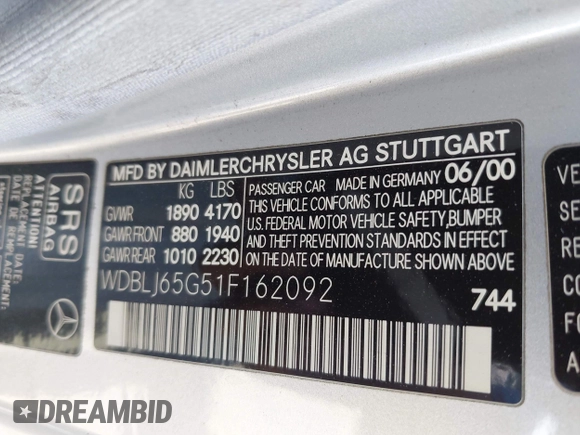 MFD BY DAIMLERCHRYSLER AG STUTTGART
KG LBS
GVWR 1890 4170
GAWR FRONT 880 1940
GAWR REAR 1010 2230
PASSENGER CAR MADE IN GERMANY 06/00
THIS VEHICLE CONFORMS TO ALL APPLICABLE
U.S. FEDERAL MOTOR VEHICLE SAFETY, BUMPER
AND THEFT PREVENTION STANDARDS IN EFFECT
ON THE DATE OF MANUFACTURE SHOWN ABOVE
WDBLJ65G51F162092
744
SRS
AIRBAG
ATTENTION!
DREAMBID